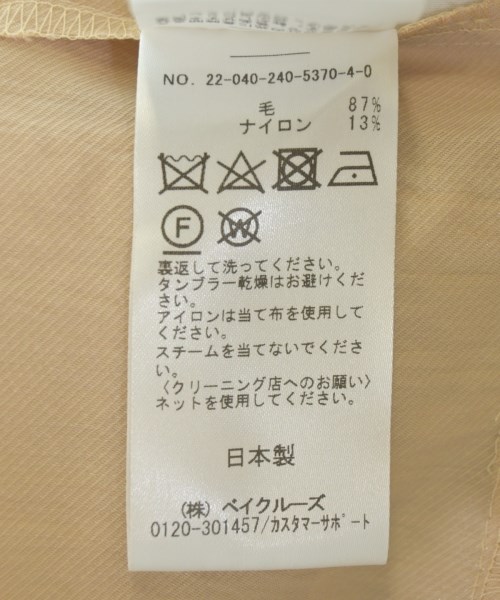 NO. 22-040-240-5370-4-0
毛 87%
ナイロン 13%
F
W
裏返して洗ってください。
タンブラー乾燥はお避けくだ
さい。
アイロンは当て布を使用して
ください。
スチームを当てないでくださ
い。
〈クリーニング店へのお願い〉
ネットを使用してください。
日本製
(株) ベイクルーズ
0120-301457/カスタマーサポート